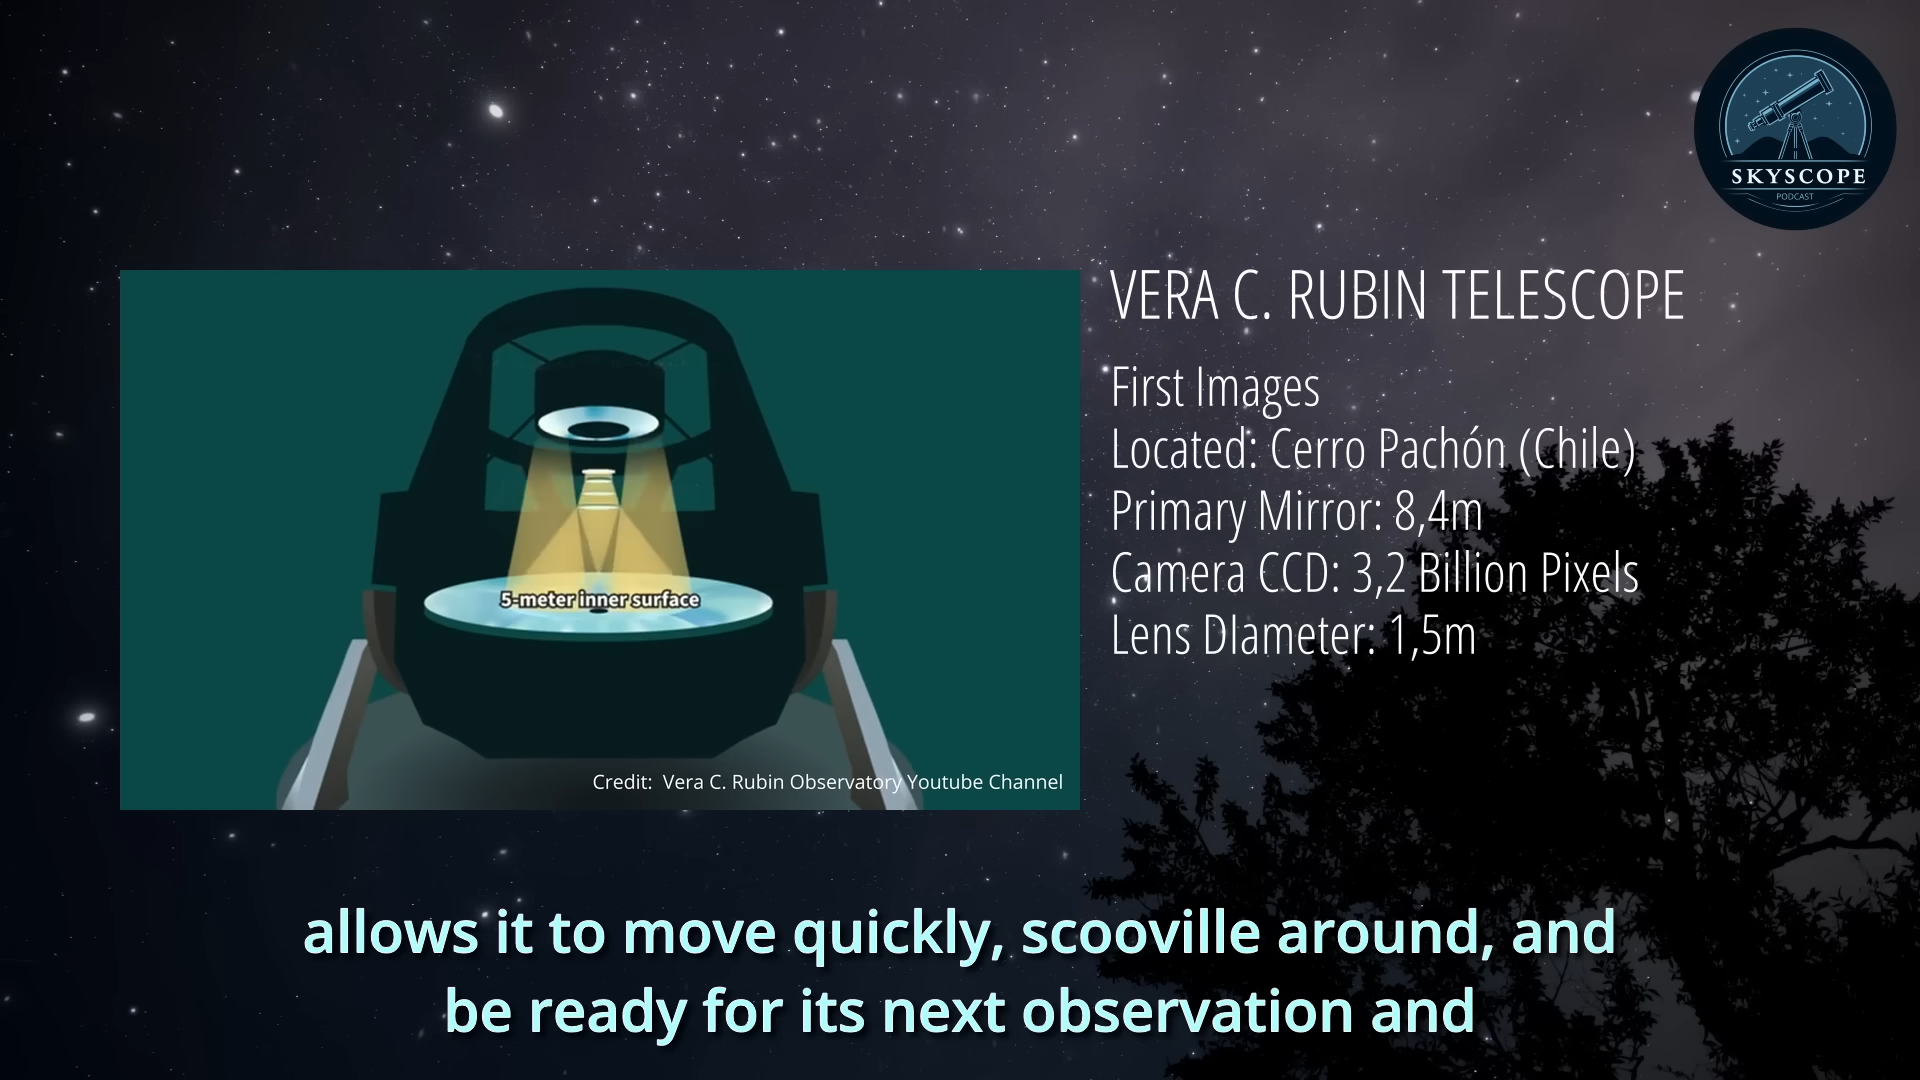 SKYSCOPE
PODCAST
VERA C. RUBIN TELESCOPE
First Images
Located: Cerro Pachón (Chile)
Primary Mirror: 8,4m
Camera CCD: 3,2 Billion Pixels
Lens DIameter: 1,5m
5-meter inner surface
Credit:  Vera C. Rubin Observatory Youtube Channel
allows it to move quickly, scooville around, and
be ready for its next observation and